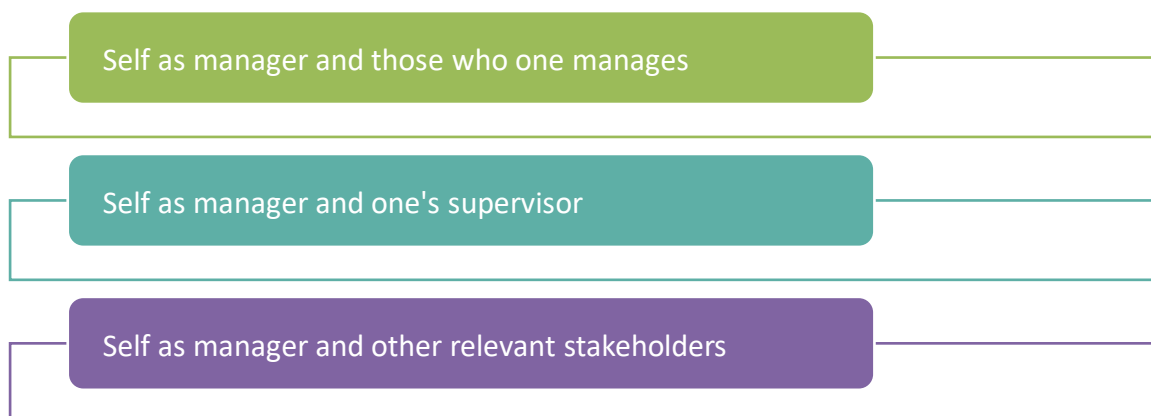 Self as manager and those who one manages
Self as manager and one's supervisor
Self as manager and other relevant stakeholders